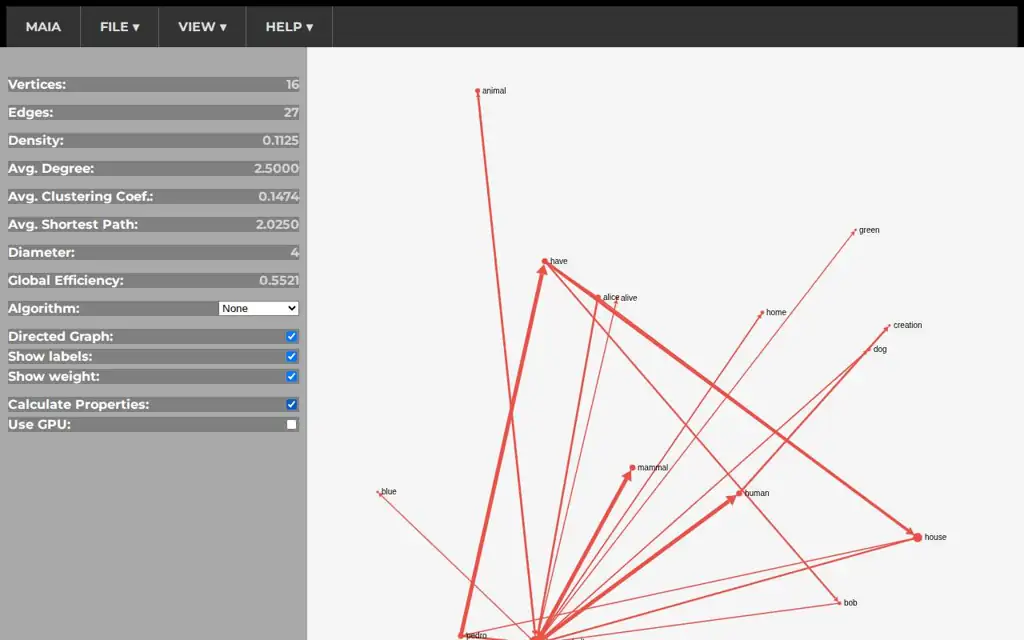 MAIA FILE ▾ VIEW ▾ HELP ▾
Vertices: 16
Edges: 27
Density: 0.1125
Avg. Degree: 2.5000
Avg. Clustering Coef.: 0.1474
Avg. Shortest Path: 2.0250
Diameter: 4
Global Efficiency: 0.5521
Algorithm: None
Directed Graph:
Show labels:
Show weight:
Calculate Properties:
Use GPU:
animal
green
have
alice alive
home
creation
dog
mammal
blue
human
house
bob
pedro